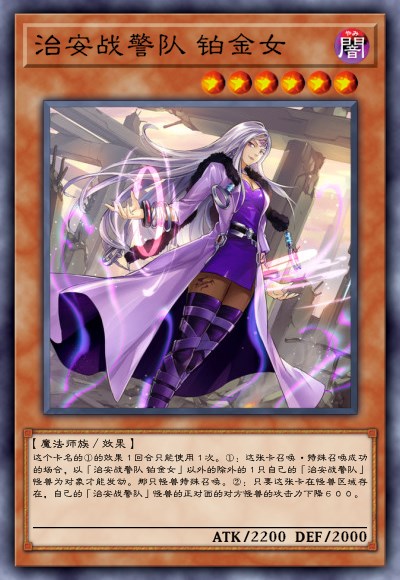 治安战警队 铂金女
闇
やみ
【魔法师族／效果】
这个卡名的①的效果１回合只能使用１次。①：这张卡召唤·特殊召唤成功
的场合，以「治安战警队 铂金女」以外的除外的１只自己的「治安战警队」
怪兽为对象才能发动。那只怪兽特殊召唤。②：只要这张卡在怪兽区域存
在，自己的「治安战警队」怪兽的正对面的对方怪兽的攻击力下降６００。
ATK/2200 DEF/2000